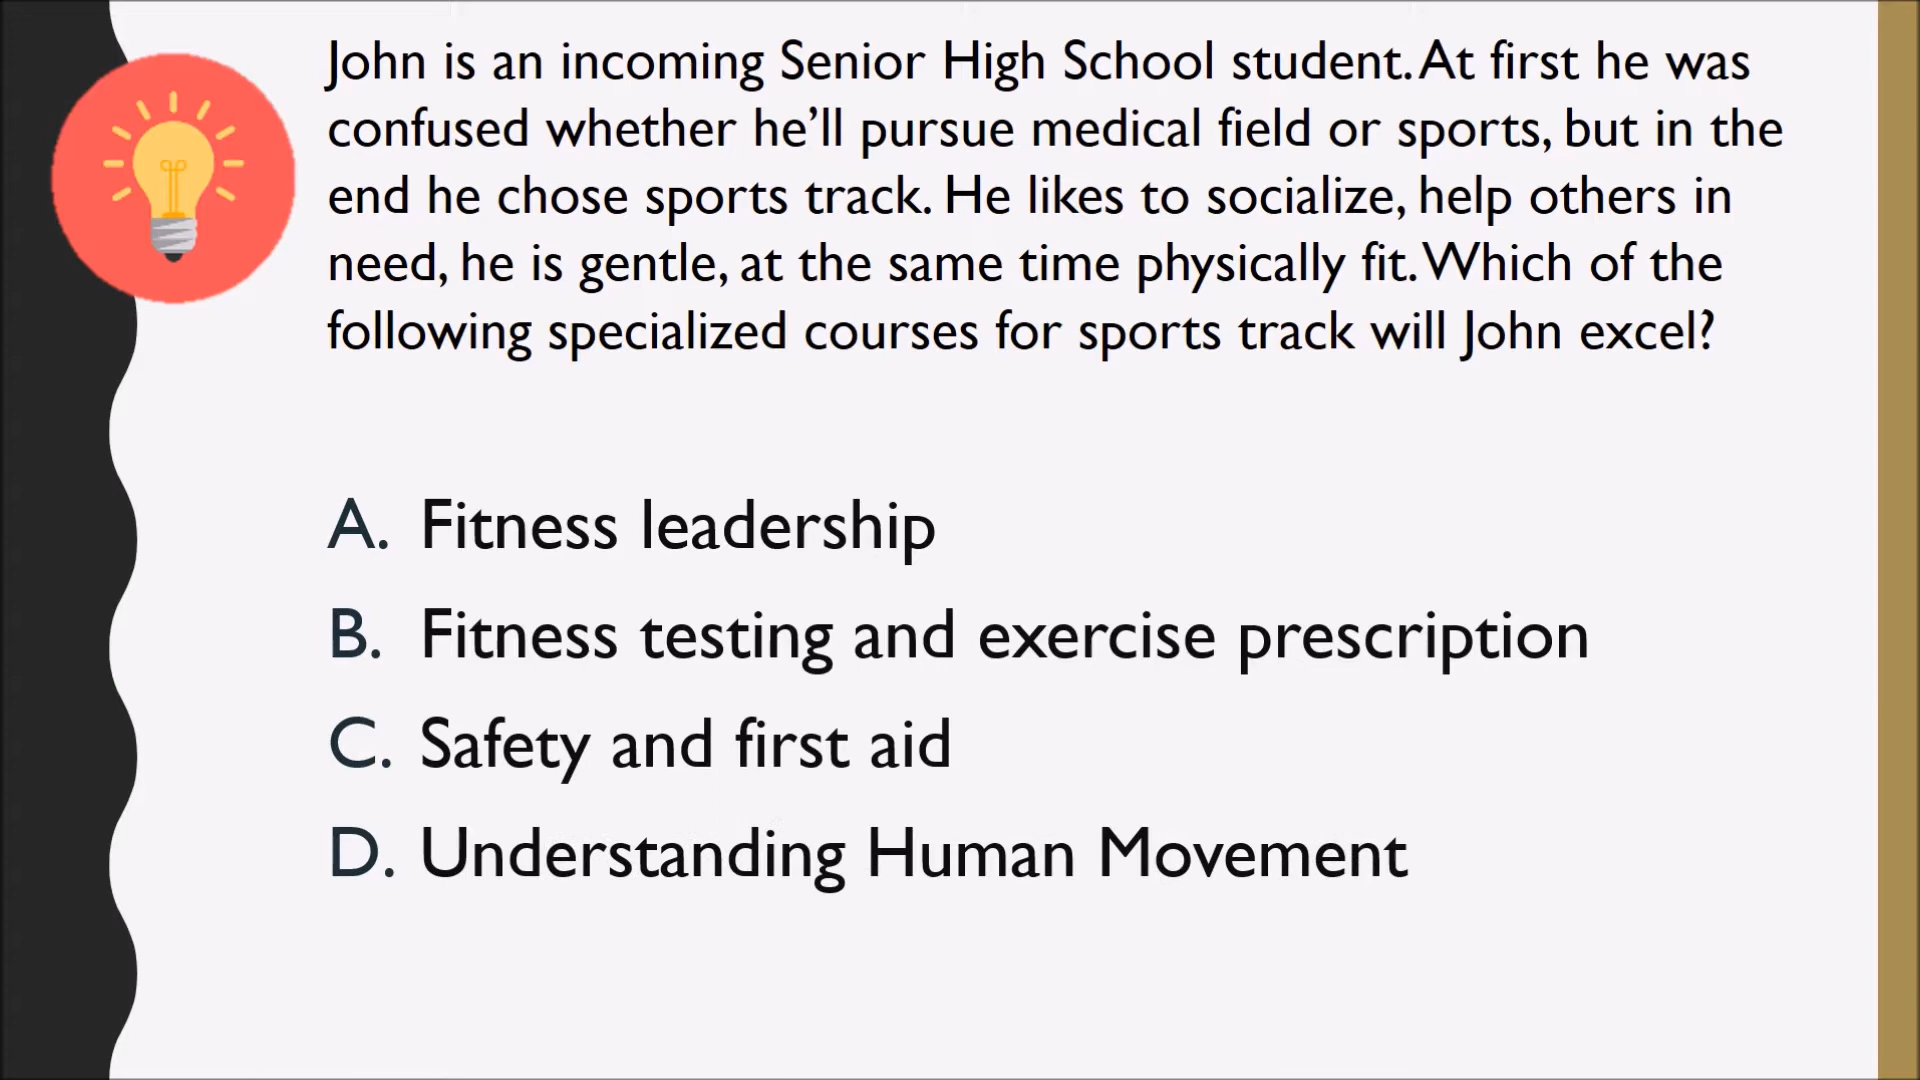 John is an incoming Senior High School student. At first he was
confused whether he’ll pursue medical field or sports, but in the
end he chose sports track. He likes to socialize, help others in
need, he is gentle, at the same time physically fit. Which of the
following specialized courses for sports track will John excel?
A. Fitness leadership
B. Fitness testing and exercise prescription
C. Safety and first aid
D. Understanding Human Movement